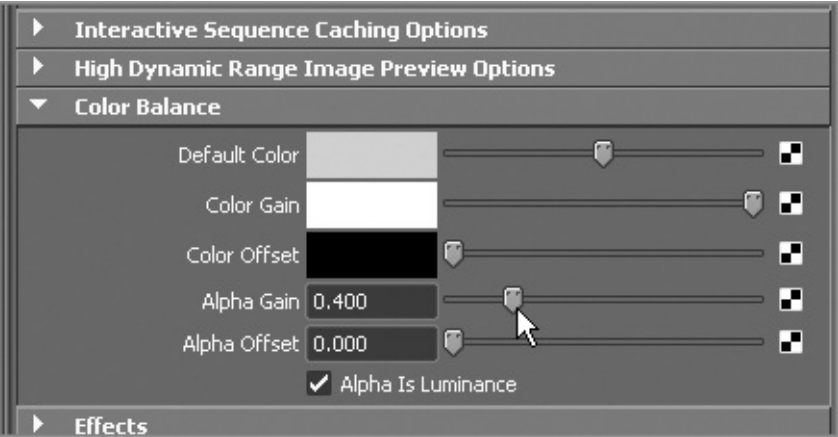 Interactive Sequence Caching Options
High Dynamic Range Image Preview Options
Color Balance
Default Color
Color Gain
Color Offset
Alpha Gain 0.400
Alpha Offset 0.000
Alpha Is Luminance
Effects